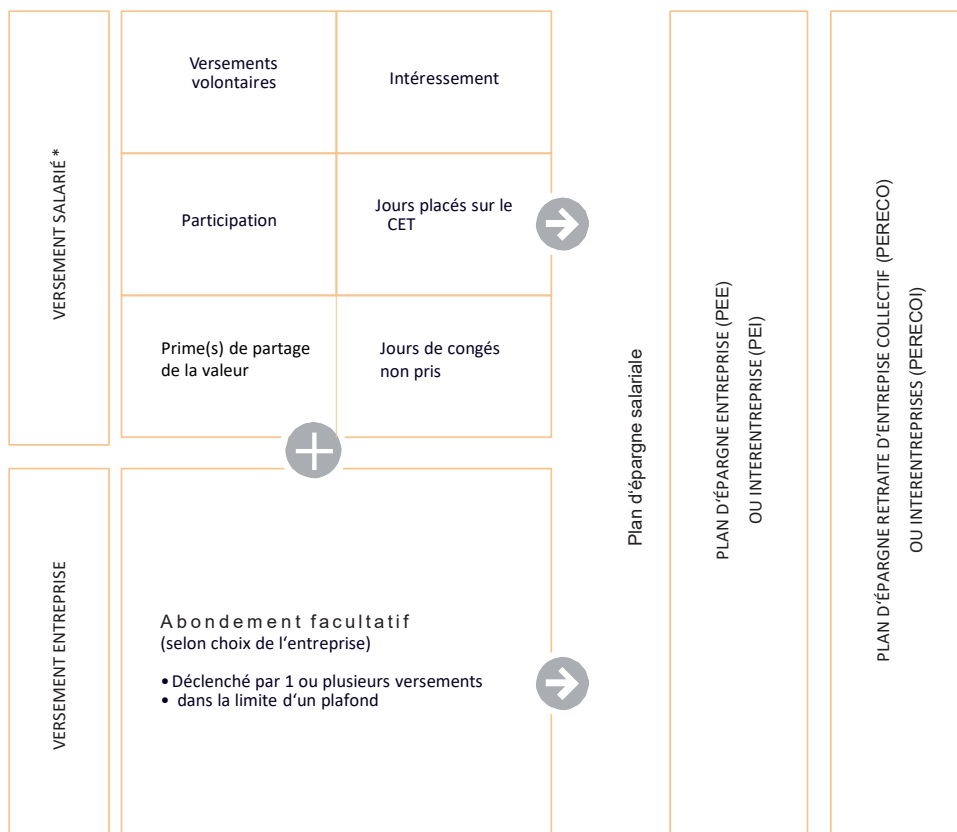 VERSEMENT SALARIÉ *
Versements
volontaires
Intéressement
Participation
Jours placés sur le
CET
Prime(s) de partage
de la valeur
Jours de congés
non pris
VERSEMENT ENTREPRISE
Abondement facultatif
(selon choix de l'entreprise)
• Déclenché par 1 ou plusieurs versements
• dans la limite d'un plafond
Plan d'épargne salariale
PLAN D'ÉPARGNE ENTREPRISE (PEE)
OU INTERENTREPRISE (PEI)
PLAN D'ÉPARGNE RETRAITE D'ENTREPISE COLLECTIF (PERECO)
OU INTERENTREPRISES (PERECOI)